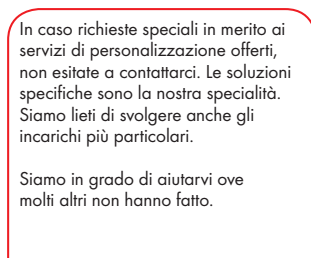 In caso richieste speciali in merito ai
servizi di personalizzazione offerti,
non esitate a contattarci. Le soluzioni
specifiche sono la nostra specialità.
Siamo lieti di svolgere anche gli
incarichi più particolari.
Siamo in grado di aiutarvi ove
molti altri non hanno fatto.